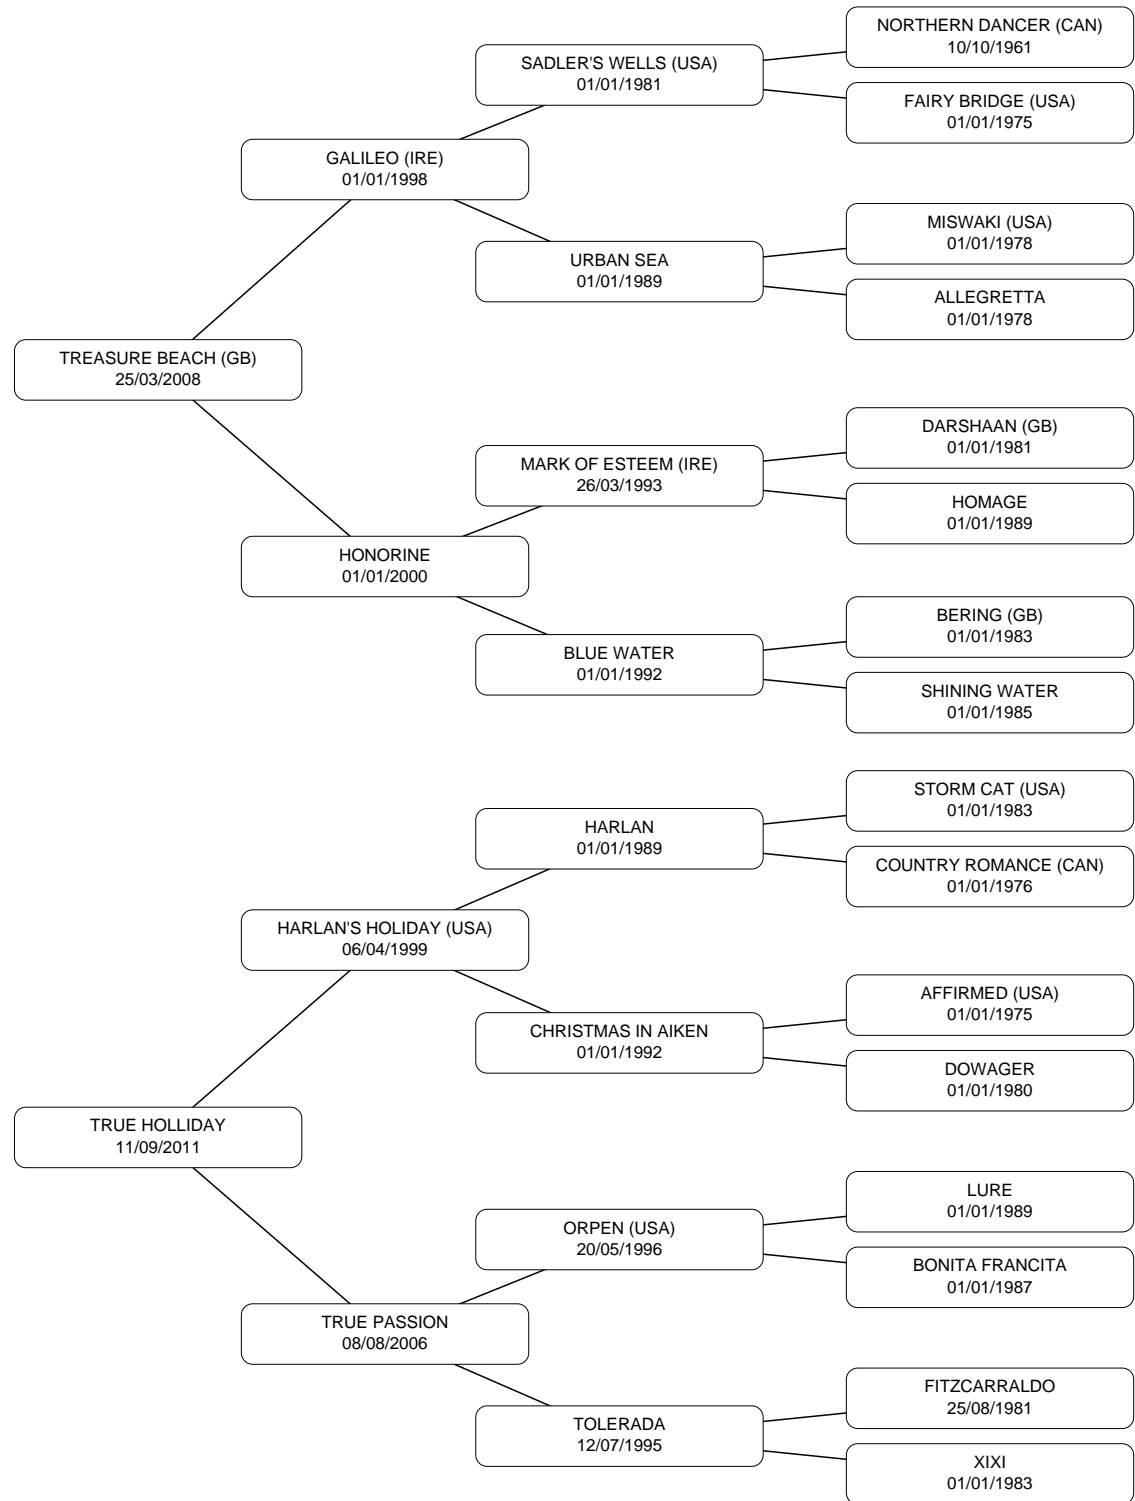 NORTHERN DANCER (CAN)
10/10/1961
SADLER'S WELLS (USA)
01/01/1981
FAIRY BRIDGE (USA)
01/01/1975
GALILEO (IRE)
01/01/1998
MISWAKI (USA)
01/01/1978
URBAN SEA
01/01/1989
ALLEGRETTA
01/01/1978
TREASURE BEACH (GB)
25/03/2008
DARSHAAN (GB)
01/01/1981
MARK OF ESTEEM (IRE)
26/03/1993
HOMAGE
01/01/1989
HONORINE
01/01/2000
BERING (GB)
01/01/1983
BLUE WATER
01/01/1992
SHINING WATER
01/01/1985
STORM CAT (USA)
01/01/1983
HARLAN
01/01/1989
COUNTRY ROMANCE (CAN)
01/01/1976
HARLAN'S HOLIDAY (USA)
06/04/1999
AFFIRMED (USA)
01/01/1975
CHRISTMAS IN AIKEN
01/01/1992
DOWAGER
01/01/1980
TRUE HOLLIDAY
11/09/2011
LURE
01/01/1989
ORPEN (USA)
20/05/1996
BONITA FRANCITA
01/01/1987
TRUE PASSION
08/08/2006
FITZCARRALDO
25/08/1981
TOLERADA
12/07/1995
XIXI
01/01/1983